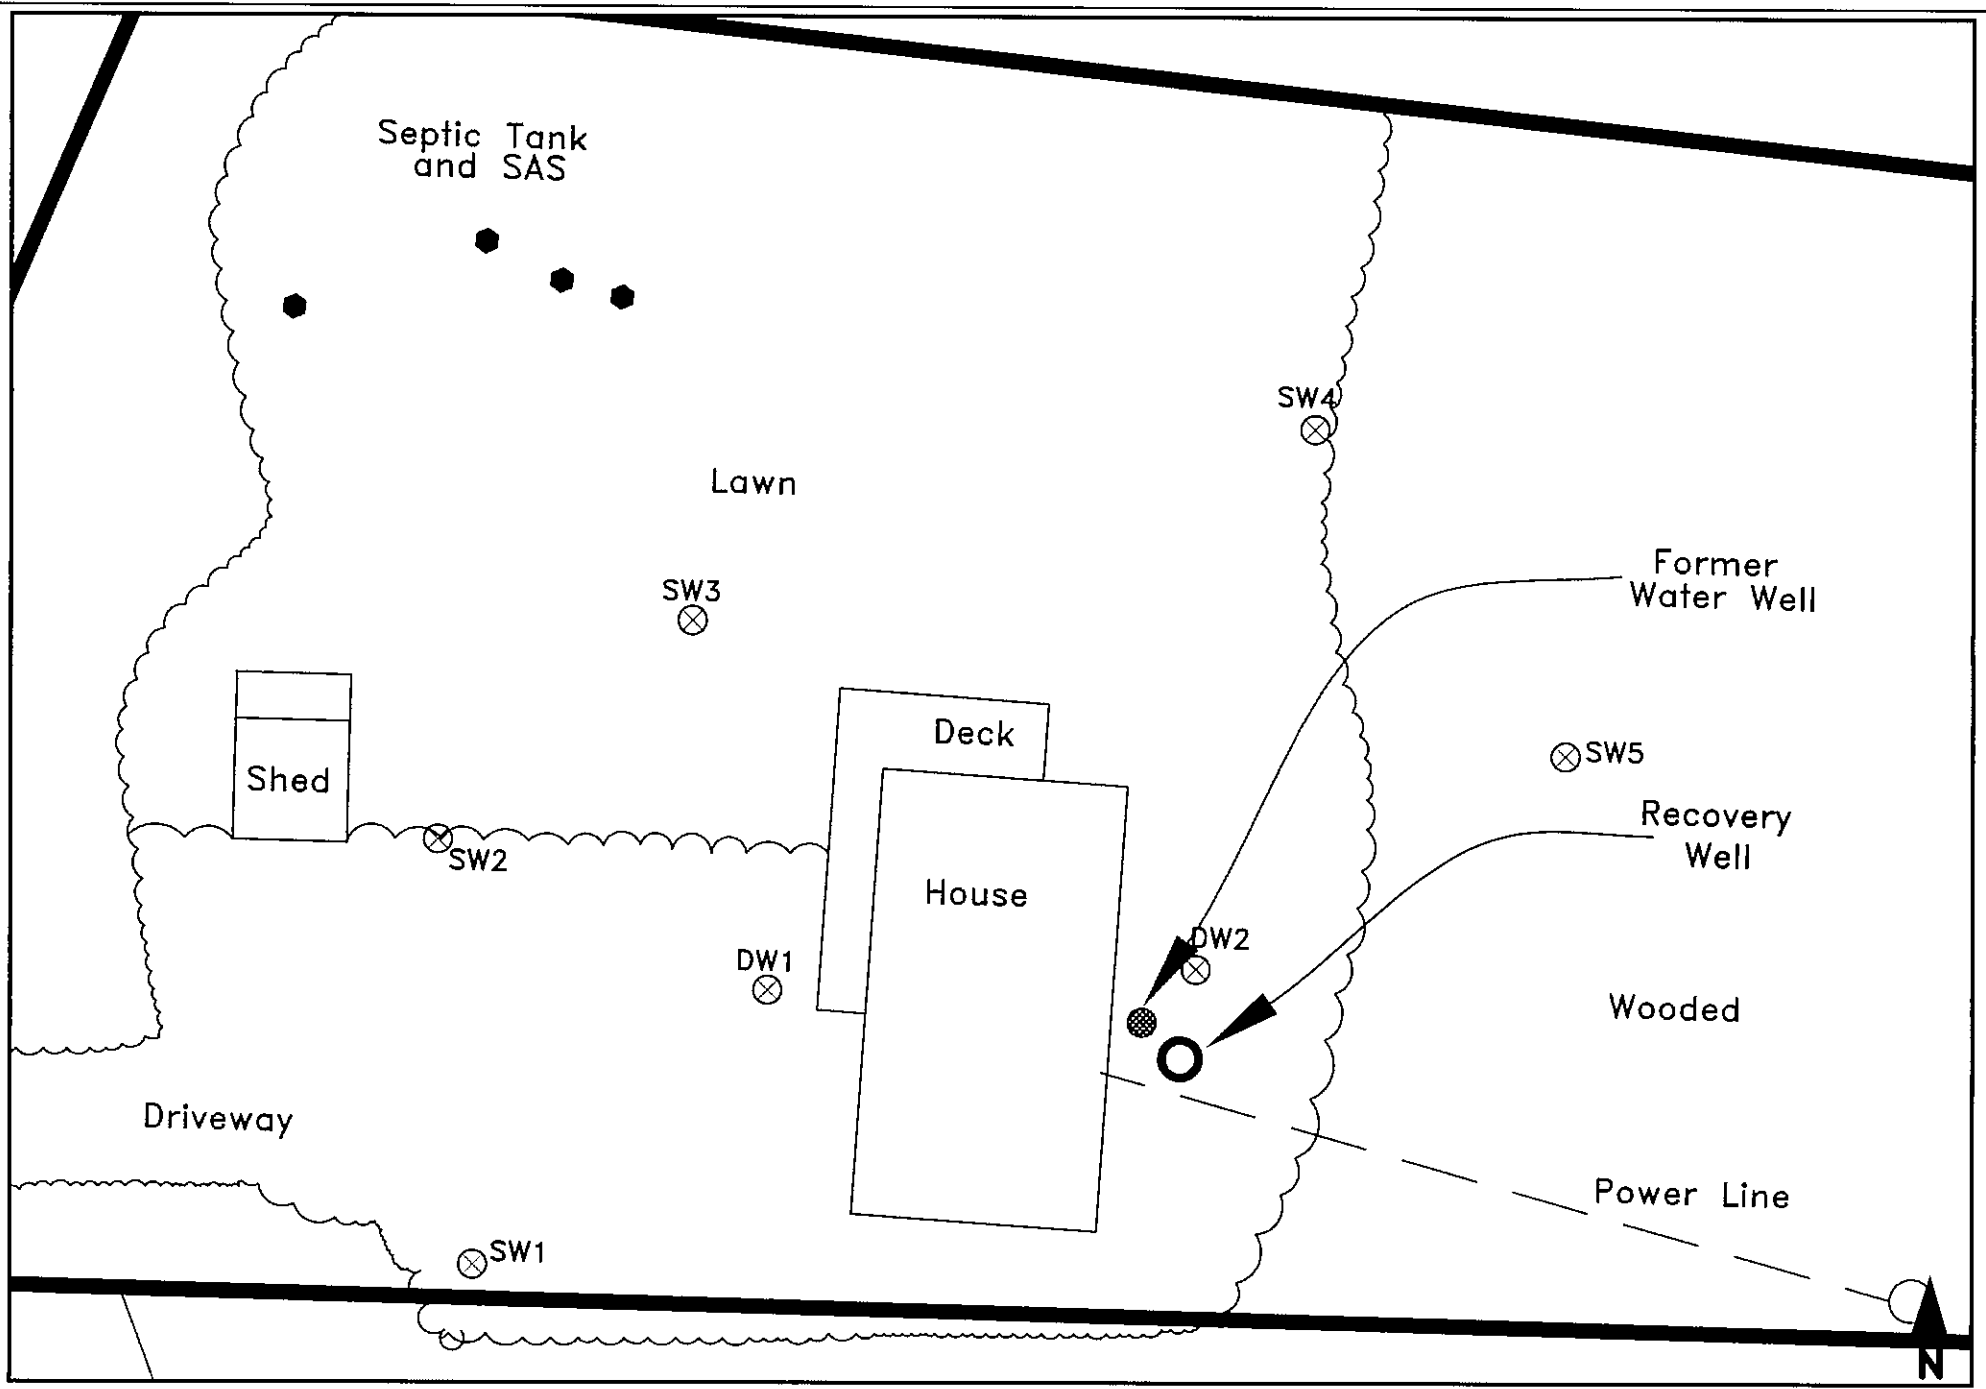 Septic Tank
and SAS
SW4
Lawn
Former
Water Well
SW3
Deck
SW5
Shed
Recovery
Well
SW2
House
DW2
DW1
Wooded
Driveway
Power Line
SW1
N